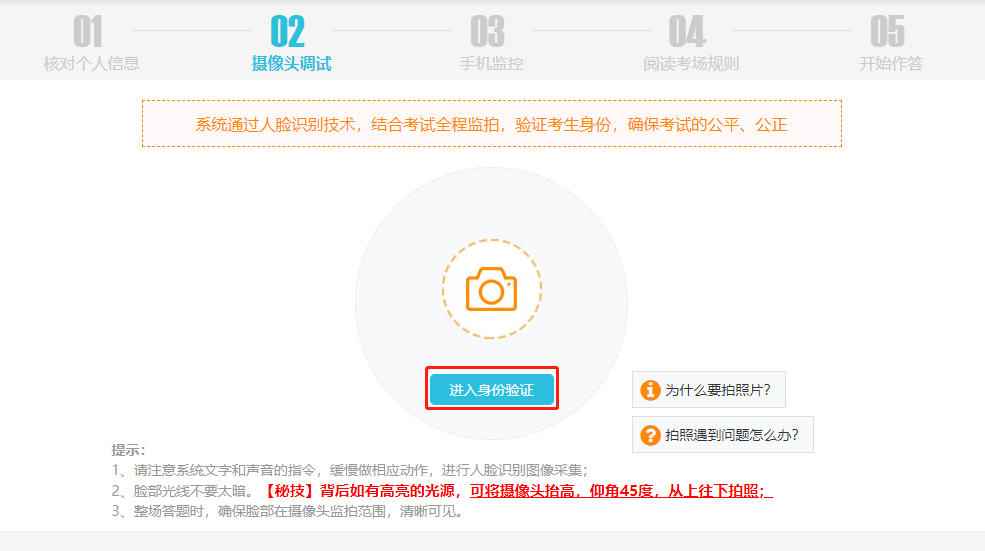 01 02 03 04 05
核对个人信息 摄像头调试 手机监控 阅读考场规则 开始作答
系统通过人脸识别技术，结合考试全程监拍，验证考生身份，确保考试的公平、公正
进入身份验证
为什么要拍照片？
拍照遇到问题怎么办？
提示：
1、请注意系统文字和声音的指令，缓慢做相应动作，进行人脸识别图像采集；
2、脸部光线不要太暗。【秘技】背后如有高亮的光源，可将摄像头抬高，仰角45度，从上往下拍照；
3、整场答题时，确保脸部在摄像头监拍范围，清晰可见。